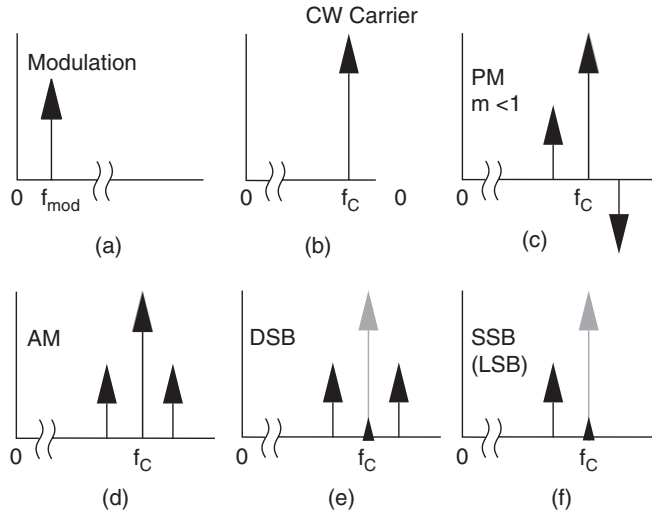 CW Carrier
Modulation
PM
m <1
0 f_mod
f_C 0
0
0 f_C
(a)
(b)
(c)
AM
DSB
SSB
(LSB)
0 f_C
0 f_C
0 f_C
(d)
(e)
(f)